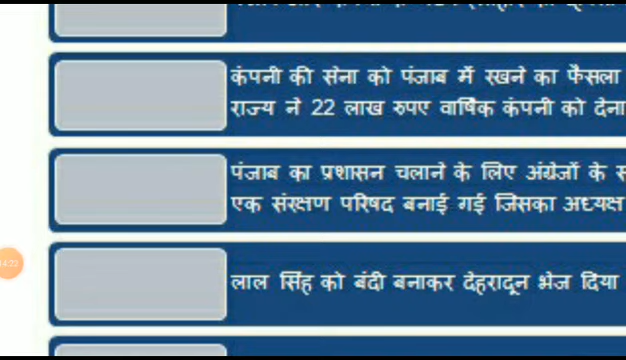 कंपनी की सेना को पंजाब में रखने का फैसला
राज्य ने 22 लाख रुपए वार्षिक कंपनी को देना
पंजाब का प्रशासन चलाने के लिए अंग्रेजों के
एक संरक्षण परिषद बनाई गई जिसका अध्यक्ष
लाल सिंह को बंदी बनाकर देहरादून भेज दिया